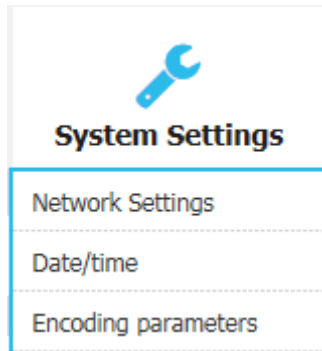 System Settings
Network Settings
Date/time
Encoding parameters